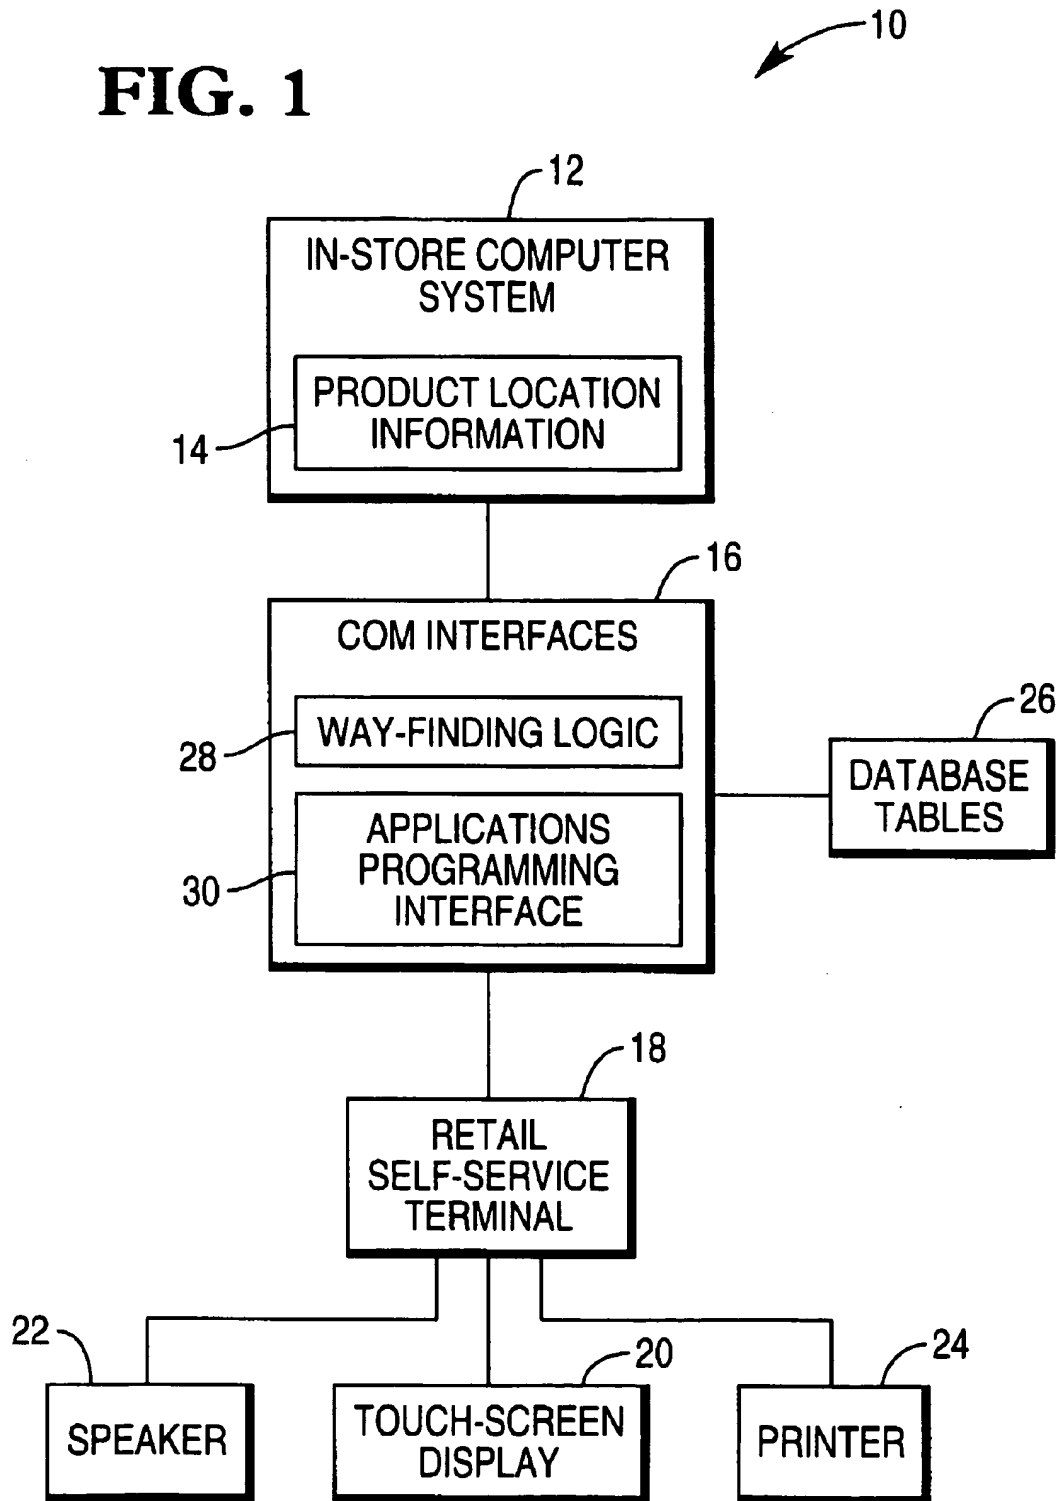 FIG. 1
10
12
IN-STORE COMPUTER
SYSTEM
PRODUCT LOCATION
INFORMATION
14
16
COM INTERFACES
WAY-FINDING LOGIC
28
26
DATABASE
TABLES
APPLICATIONS
PROGRAMMING
INTERFACE
30
18
RETAIL
SELF-SERVICE
TERMINAL
22
SPEAKER
20
TOUCH-SCREEN
DISPLAY
24
PRINTER